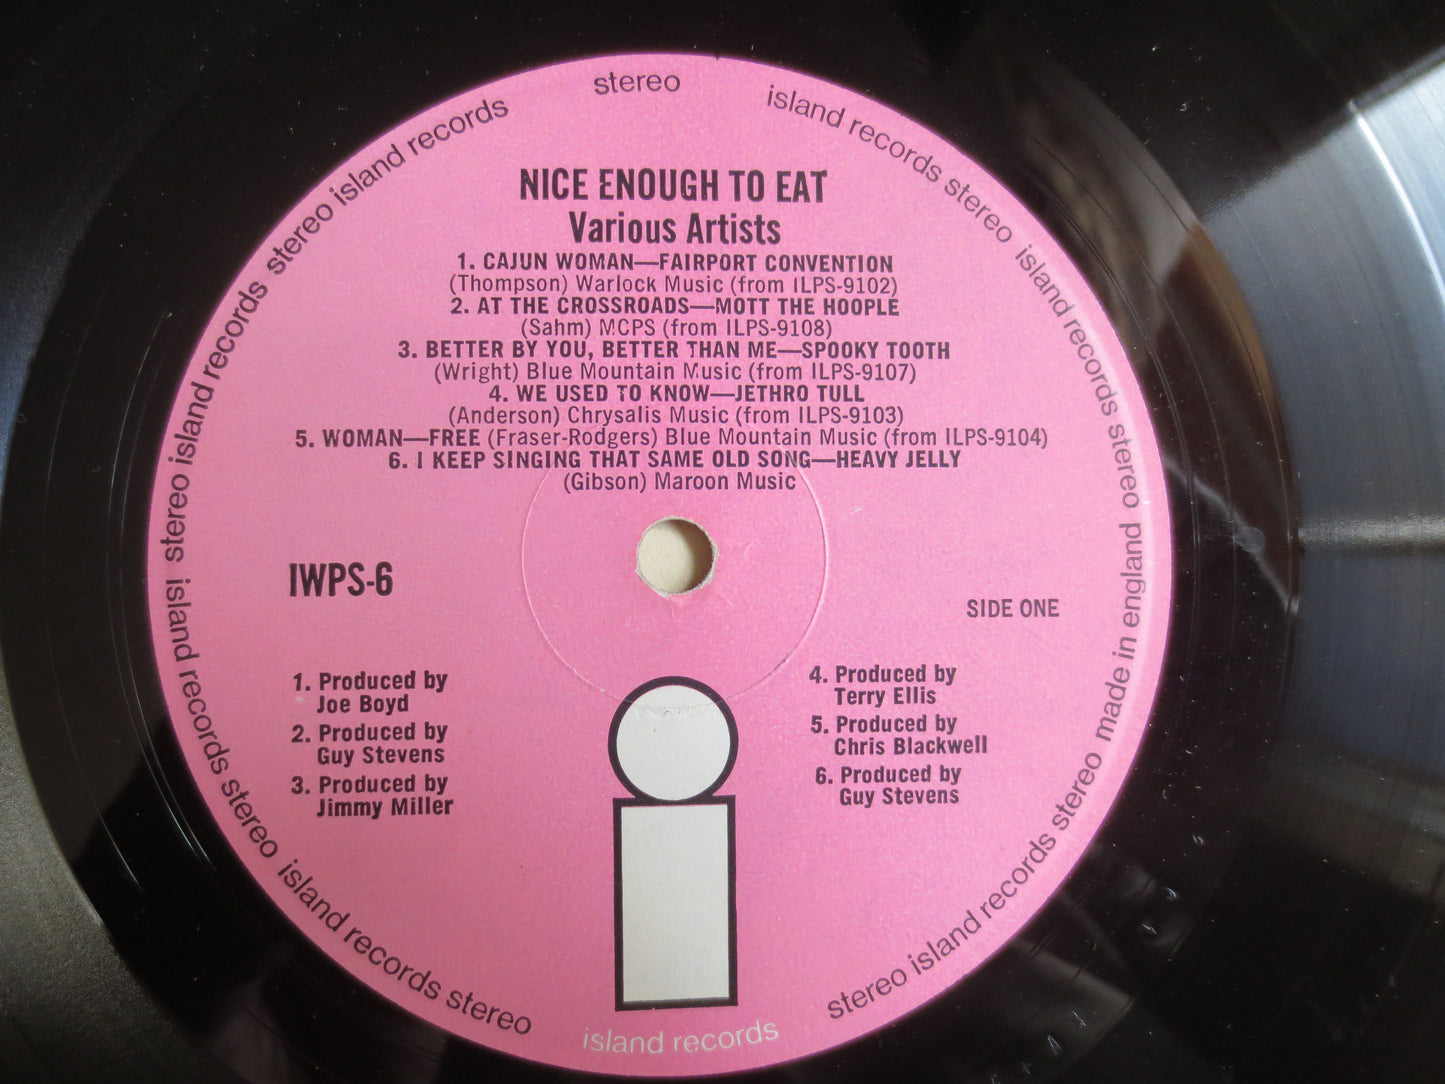 stereo
island records stereo island records stereo made in england
stereo island records stereo island records stereo island records
island records stereo island records stereo
stereo island records stereo
NICE ENOUGH TO EAT
Various Artists
1. CAJUN WOMAN—FAIRPORT CONVENTION
(Thompson) Warlock Music (from ILPS-9102)
2. AT THE CROSSROADS—MOTT THE HOOPLE
(Sahm) MCPS (from ILPS-9108)
3. BETTER BY YOU, BETTER THAN ME—SPOOKY TOOTH
(Wright) Blue Mountain Music (from ILPS-9107)
4. WE USED TO KNOW—JETHRO TULL
(Anderson) Chrysalis Music (from ILPS-9103)
5. WOMAN—FREE (Fraser-Rodgers) Blue Mountain Music (from ILPS-9104)
6. I KEEP SINGING THAT SAME OLD SONG—HEAVY JELLY
(Gibson) Maroon Music
IWPS-6
SIDE ONE
1. Produced by
Joe Boyd
2. Produced by
Guy Stevens
3. Produced by
Jimmy Miller
4. Produced by
Terry Ellis
5. Produced by
Chris Blackwell
6. Produced by
Guy Stevens
i
island records